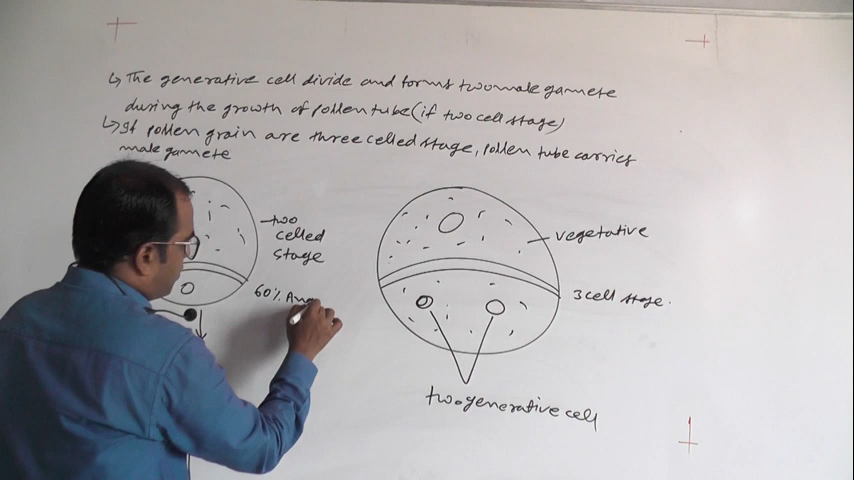 ↳ The generative cell divide and forms two male gamete
during the growth of pollen tube (if two cell stage)
↳ If pollen grain are three celled stage, pollen tube carries
male gamete
two
celled
stage
60% Ang
vegetative
3 cell stage.
two generative cell